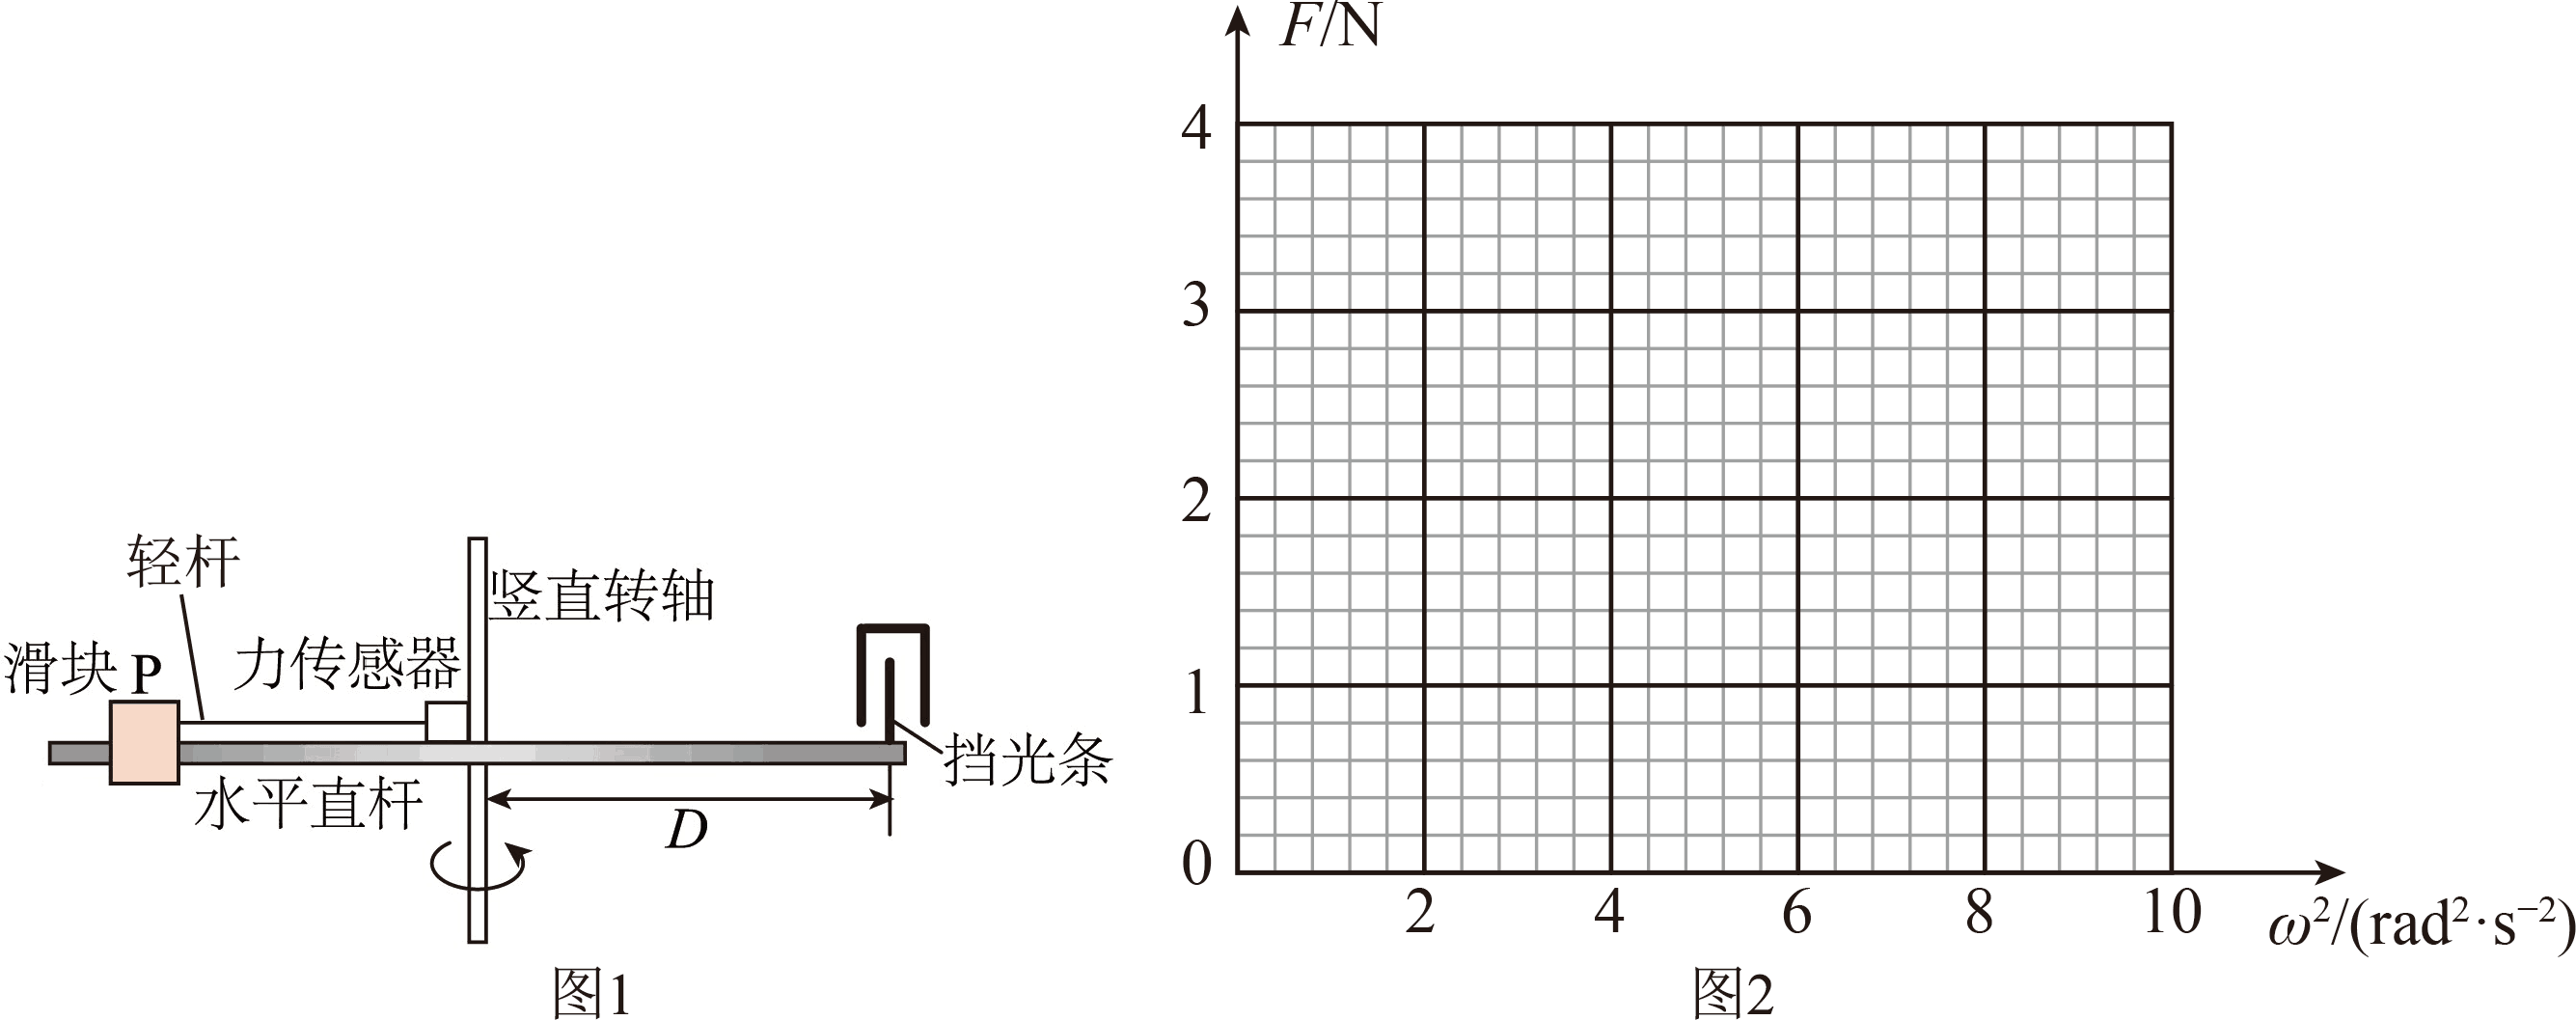 轻杆
滑块 P
力传感器
竖直转轴
水平直杆
挡光条
D
图1
F/N
4
3
2
1
0
2 4 6 8 10
ω²/(rad²·s⁻²)
图2